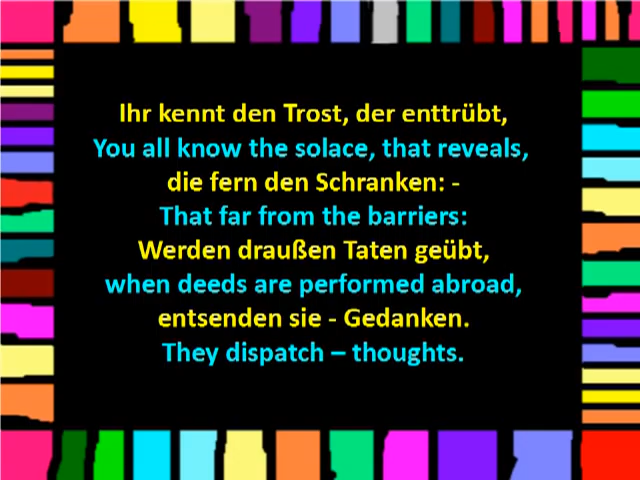 Ihr kennt den Trost, der enttrübt,
You all know the solace, that reveals,
die fern den Schranken: -
That far from the barriers:
Werden draußen Taten geübt,
when deeds are performed abroad,
entsenden sie - Gedanken.
They dispatch – thoughts.